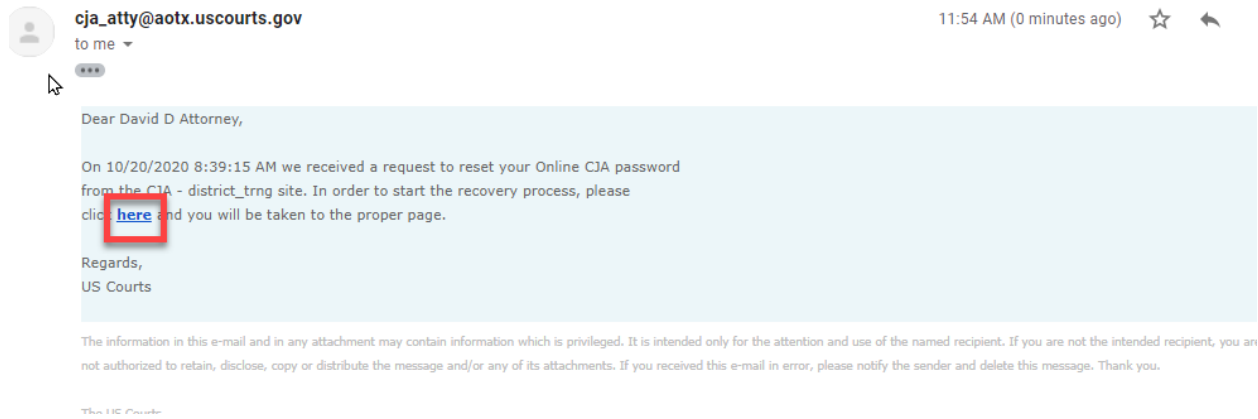 cja_atty@aotx.uscourts.gov 11:54 AM (0 minutes ago)
to me
Dear David D Attorney,
On 10/20/2020 8:39:15 AM we received a request to reset your Online CJA password
from the CJA - district_trng site. In order to start the recovery process, please
click here and you will be taken to the proper page.
Regards,
US Courts
The information in this e-mail and in any attachment may contain information which is privileged. It is intended only for the attention and use of the named recipient. If you are not the intended recipient, you are
not authorized to retain, disclose, copy or distribute the message and/or any of its attachments. If you received this e-mail in error, please notify the sender and delete this message. Thank you.
The US Courts